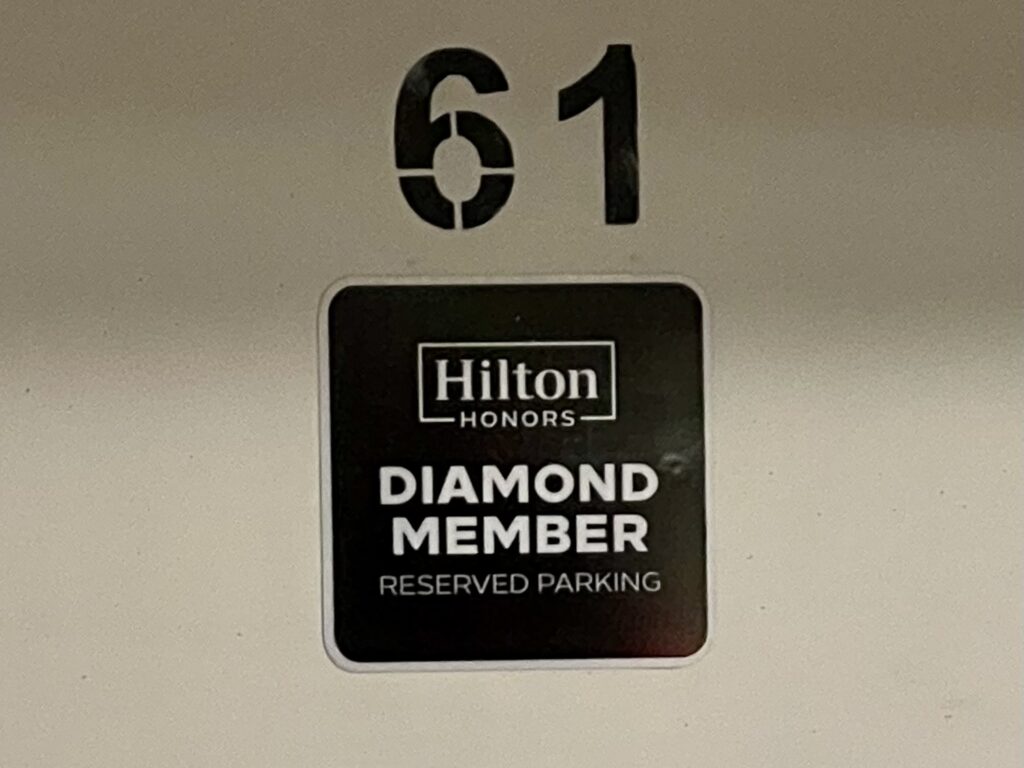 61
Hilton
HONORS
DIAMOND
MEMBER
RESERVED PARKING